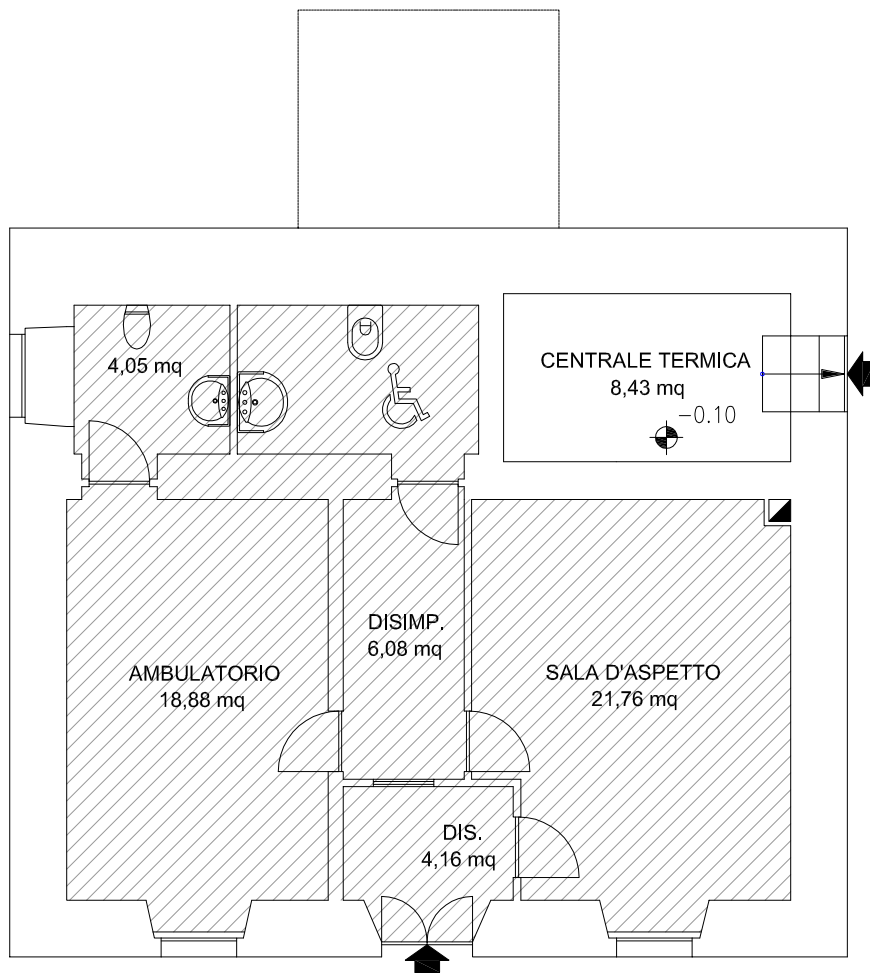 4,05 mq
CENTRALE TERMICA
8,43 mq
-0.10
DISIMP.
6,08 mq
AMBULATORIO
18,88 mq
SALA D'ASPETTO
21,76 mq
DIS.
4,16 mq